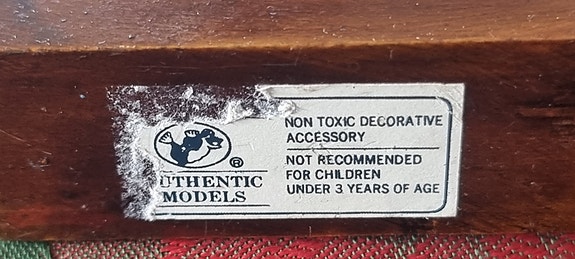 ®
UTHENTIC
MODELS
NON TOXIC DECORATIVE
ACCESSORY
NOT RECOMMENDED
FOR CHILDREN
UNDER 3 YEARS OF AGE